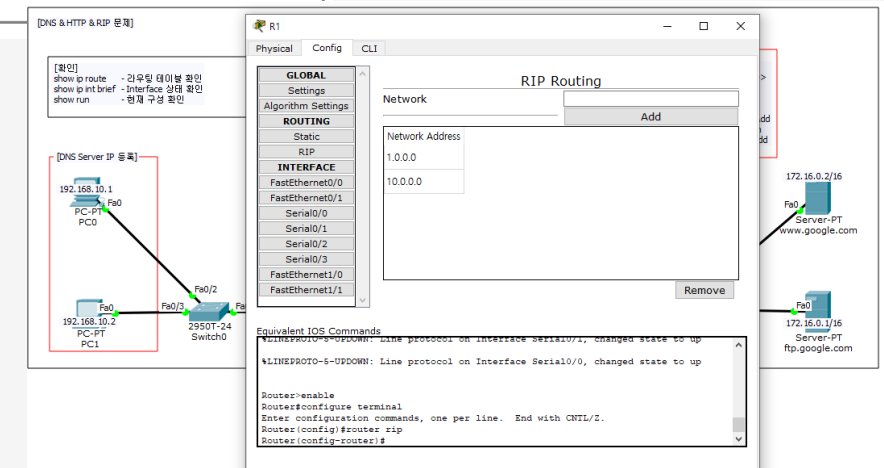 [DNS & HTTP & RIP 문제]
[확인]
show ip route - 라우팅 테이블 확인
show ip int brief - Interface 상태 확인
show run - 현재 구성 확인
[DNS Server IP 등록]
192.168.10.1
Fa0
PC-PT
PC0
Fa0/2
Fa0
Fa0/3
Fa
192.168.10.2
PC-PT
PC1
2950T-24
Switch0
R1
Physical Config CLI
GLOBAL
Settings
Algorithm Settings
ROUTING
Static
RIP
INTERFACE
FastEthernet0/0
FastEthernet0/1
Serial0/0
Serial0/1
Serial0/2
Serial0/3
FastEthernet1/0
FastEthernet1/1
RIP Routing
Network
Add
Network Address
1.0.0.0
10.0.0.0
Remove
Equivalent IOS Commands
%LINEPROTO-5-UPDOWN: Line protocol on Interface Serial0/1, changed state to up
%LINEPROTO-5-UPDOWN: Line protocol on Interface Serial0/0, changed state to up
Router>enable
Router#configure terminal
Enter configuration commands, one per line. End with CNTL/Z.
Router(config)#router rip
Router(config-router)#
>
dd
dd
172.16.0.2/16
Fa0
Server-PT
www.google.com
Fa0
172.16.0.1/16
Server-PT
ftp.google.com